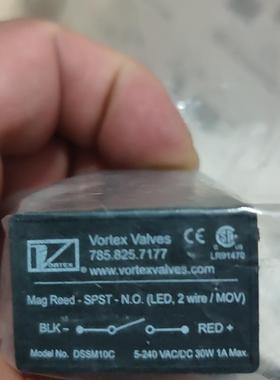 Vortex Valves
785.825.7177
www.vortexvalves.com
VORTEX
CE
LR91470
Mag Reed - SPST - N.O. (LED, 2 wire / MOV)
BLK - RED +
Model No. DSSM10C 5-240 VAC/DC 30W 1A Max.